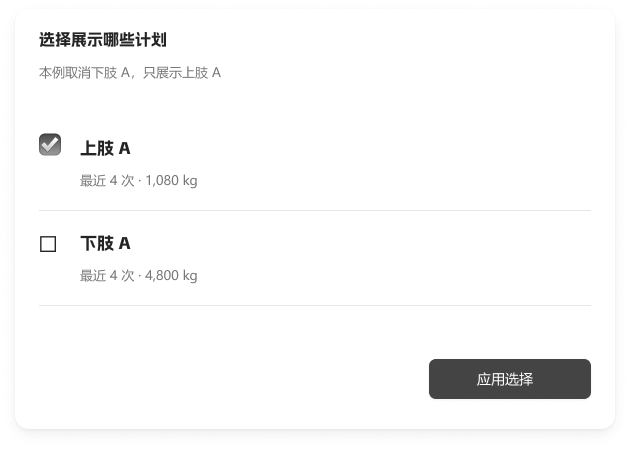 选择展示哪些计划
本例取消下肢 A，只展示上肢 A
上肢 A
最近 4 次 · 1,080 kg
下肢 A
最近 4 次 · 4,800 kg
应用选择